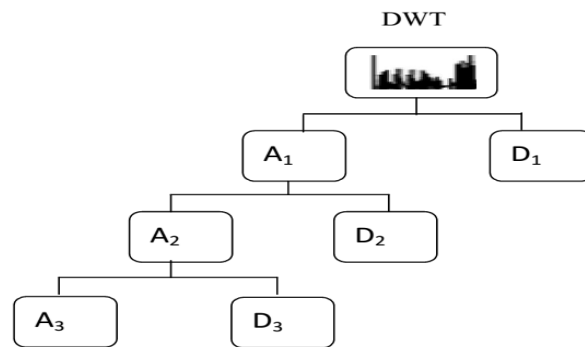 DWT
A₁
D₁
A₂
D₂
A₃
D₃